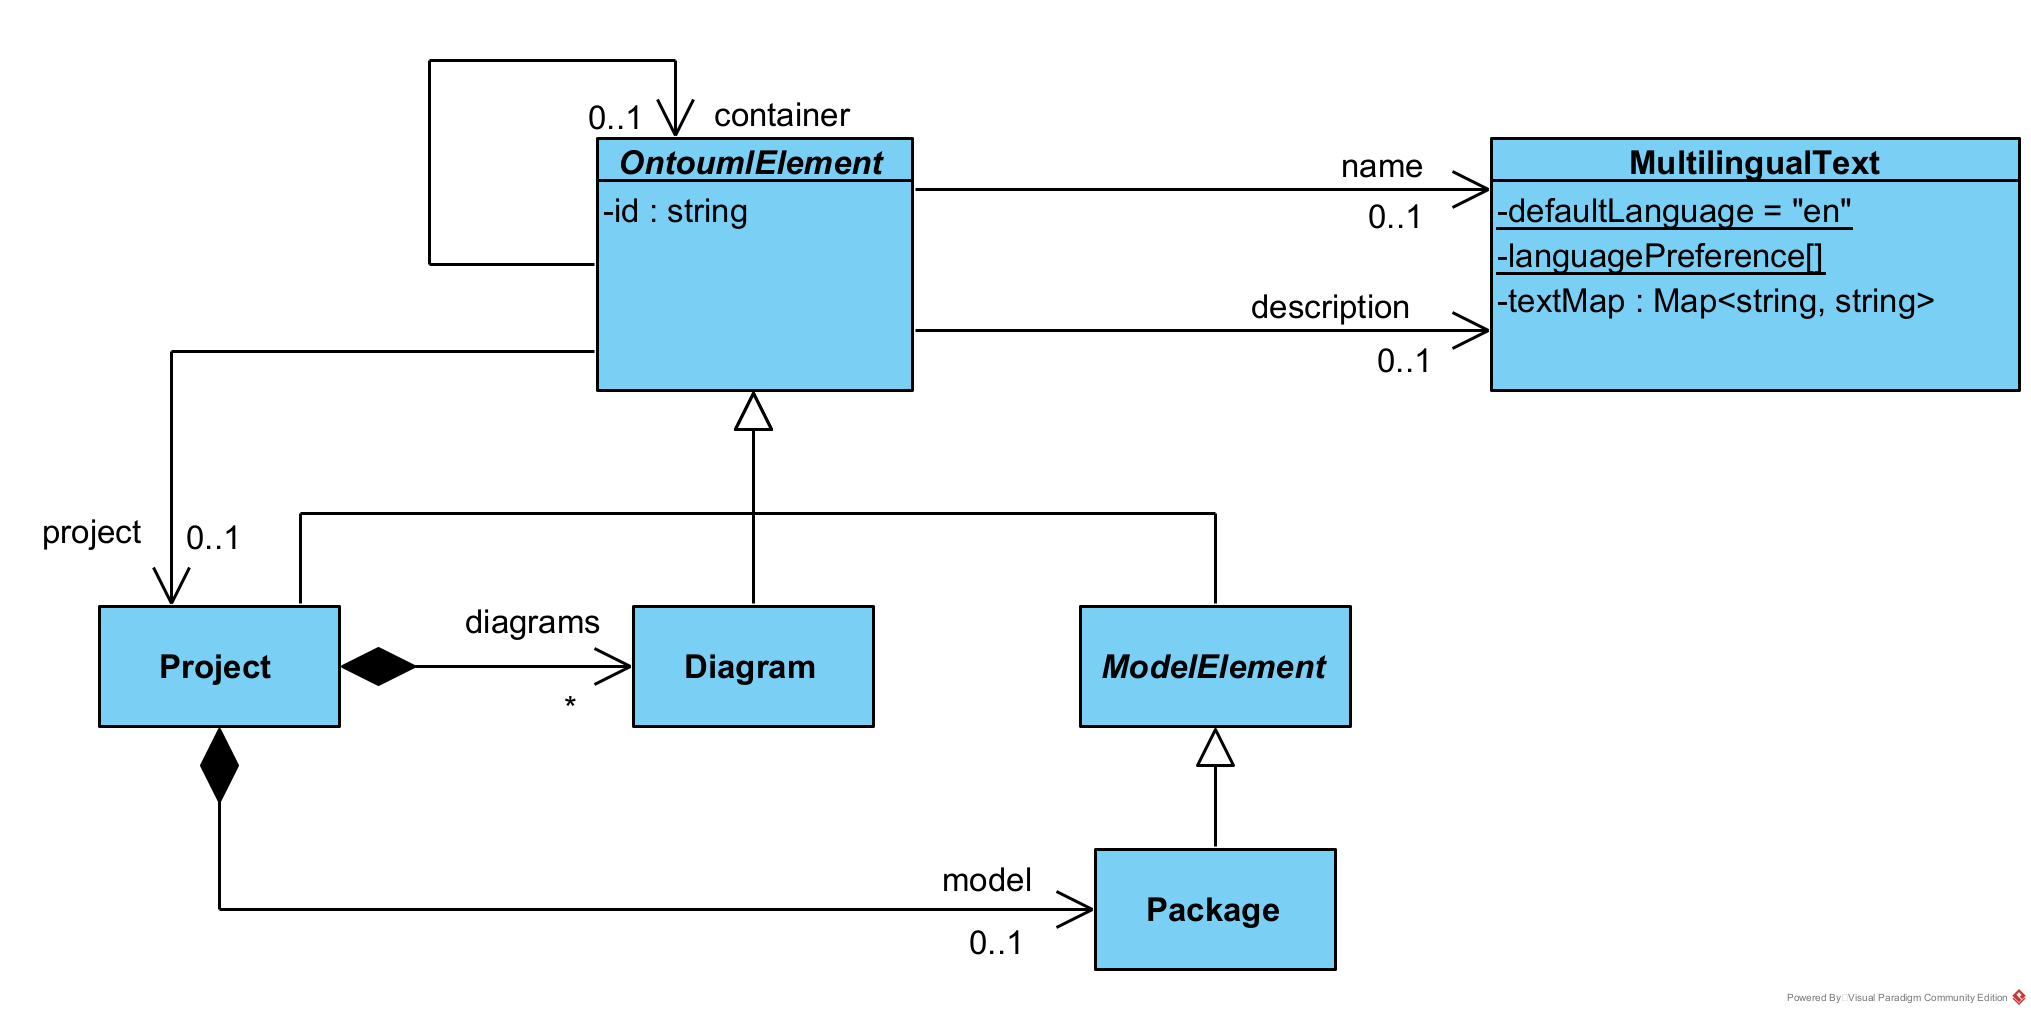 0..1
container
OntoumlElement
-id : string
name
0..1
MultilingualText
-defaultLanguage = "en"
-languagePreference[]
-textMap : Map<string, string>
description
0..1
project
0..1
Project
diagrams
*
Diagram
ModelElement
model
0..1
Package
Powered By Visual Paradigm Community Edition